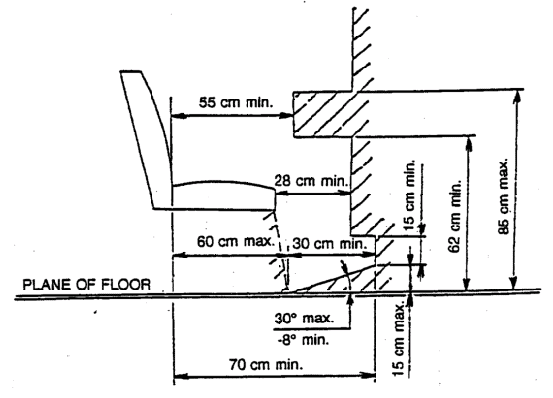 55 cm min.
28 cm min.
15 cm min.
62 cm min.
85 cm max.
60 cm max.
30 cm min.
PLANE OF FLOOR
30° max.
-8° min.
15 cm max.
70 cm min.